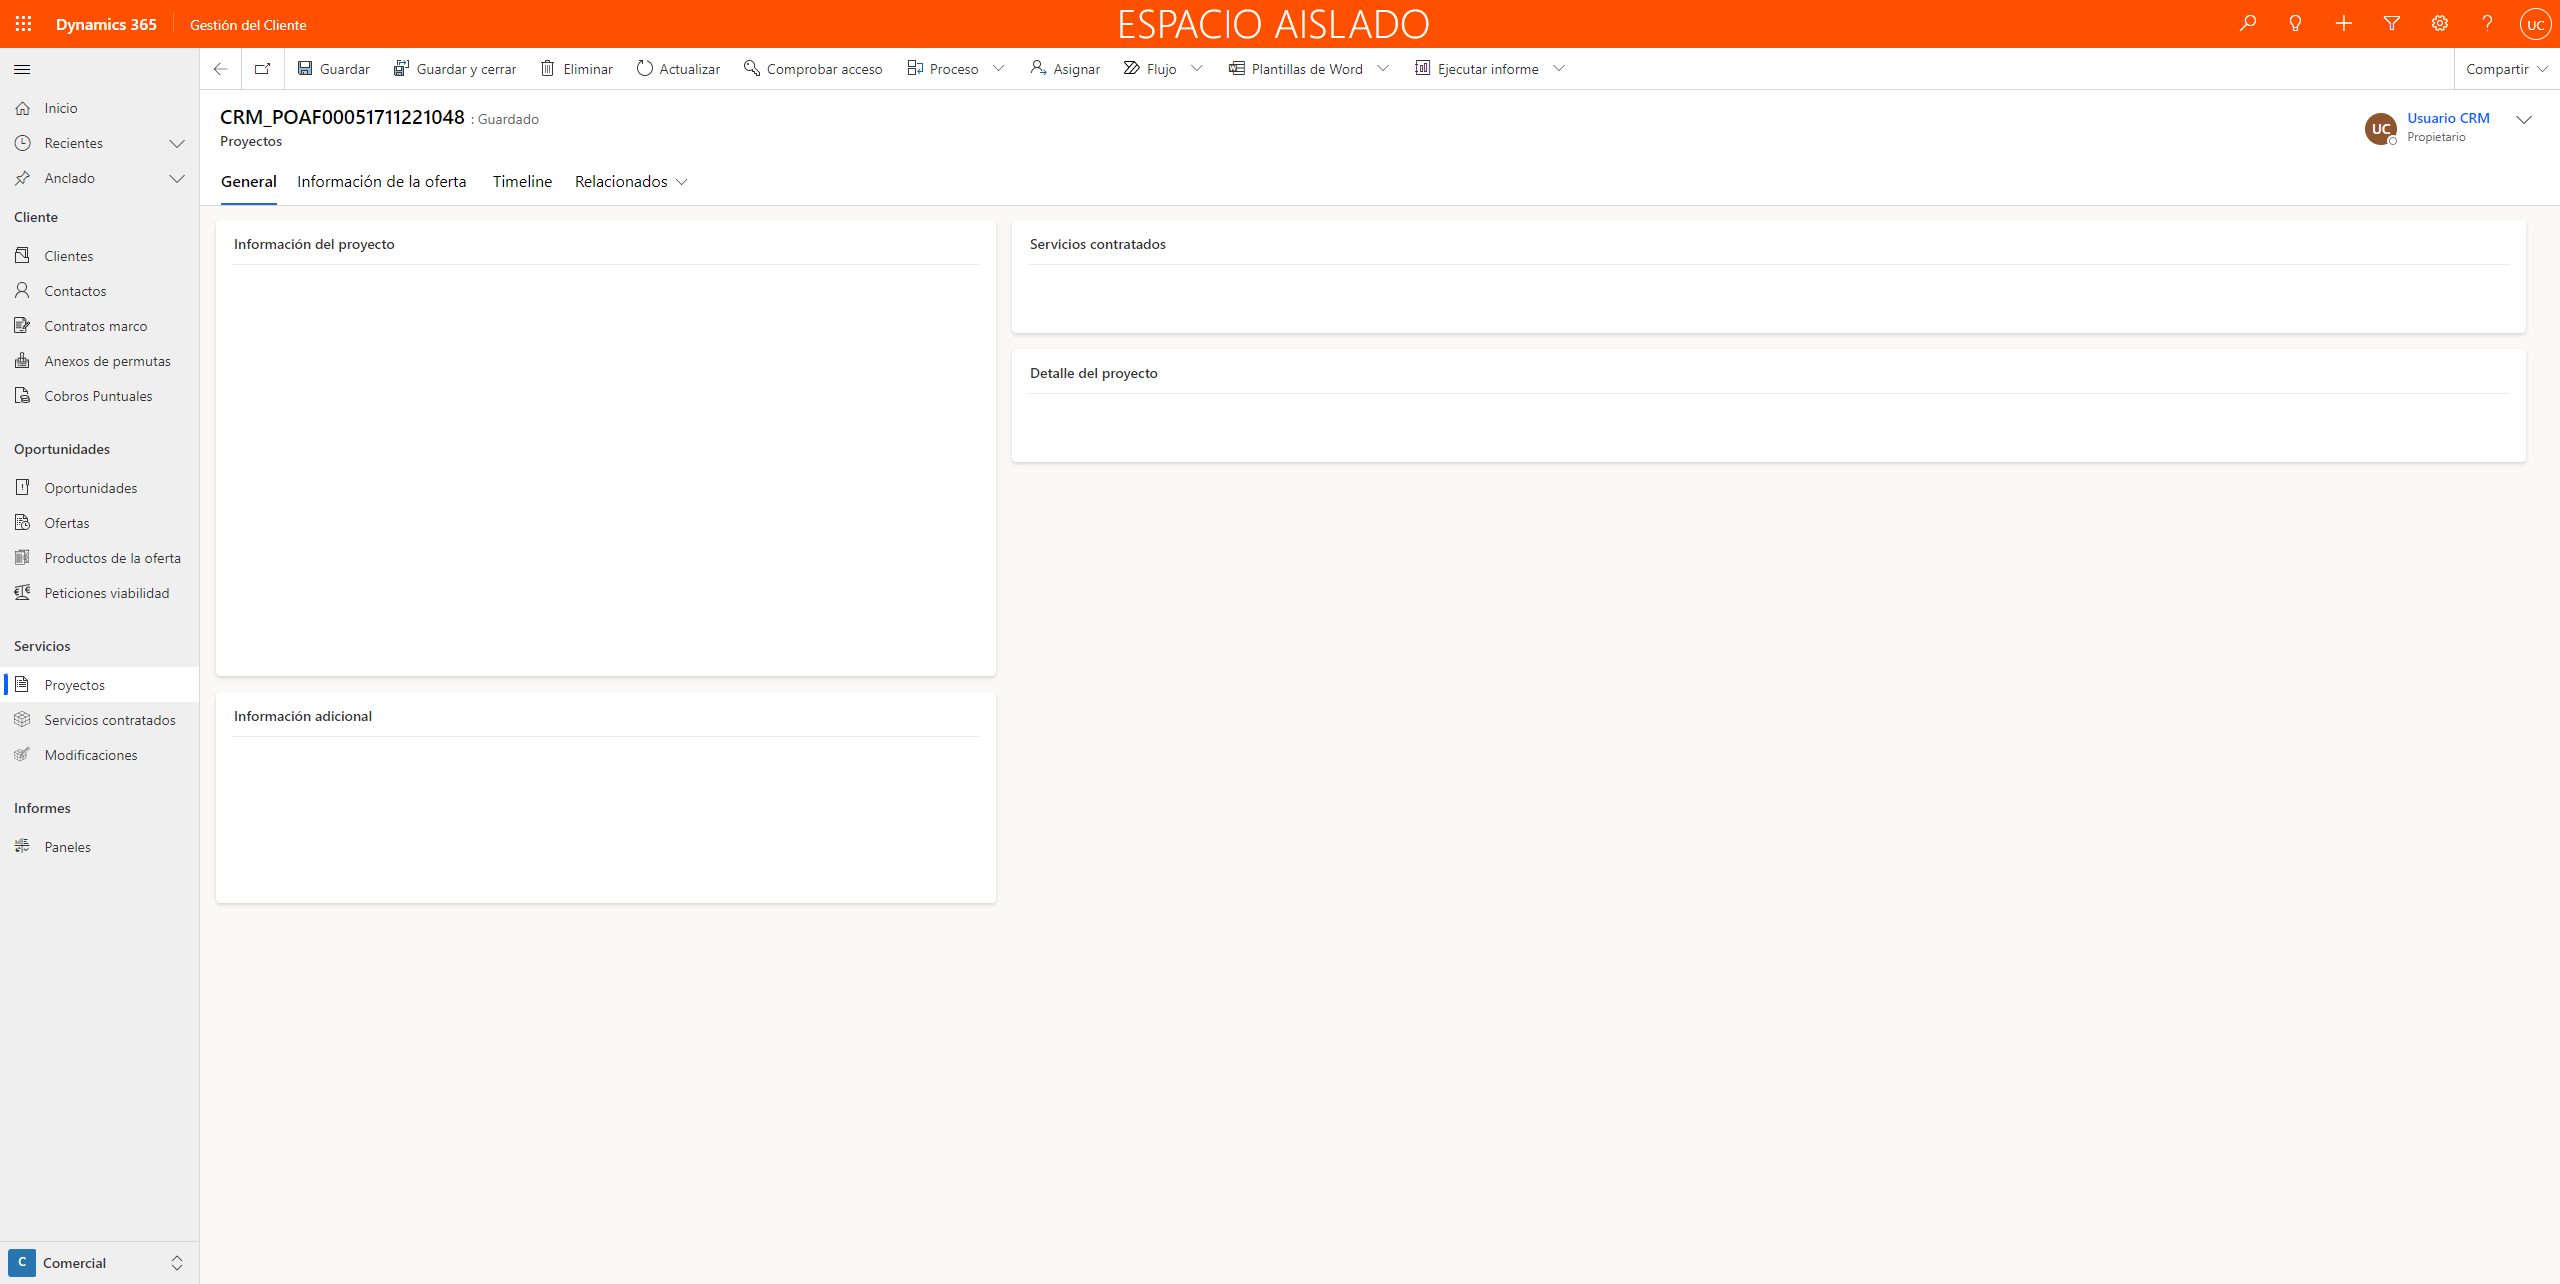 Dynamics 365 Gestión del Cliente ESPACIO AISLADO UC
Guardar Guardar y cerrar Eliminar Actualizar Comprobar acceso Proceso Asignar Flujo Plantillas de Word Ejecutar informe Compartir
CRM_POAF00051711221048 : Guardado
Proyectos
UC Usuario CRM
Propietario
General Información de la oferta Timeline Relacionados
Inicio
Recientes
Anclado
Cliente
Clientes
Contactos
Contratos marco
Anexos de permutas
Cobros Puntuales
Oportunidades
Oportunidades
Ofertas
Productos de la oferta
Peticiones viabilidad
Servicios
Proyectos
Servicios contratados
Modificaciones
Informes
Paneles
C Comercial
Información del proyecto
Información adicional
Servicios contratados
Detalle del proyecto